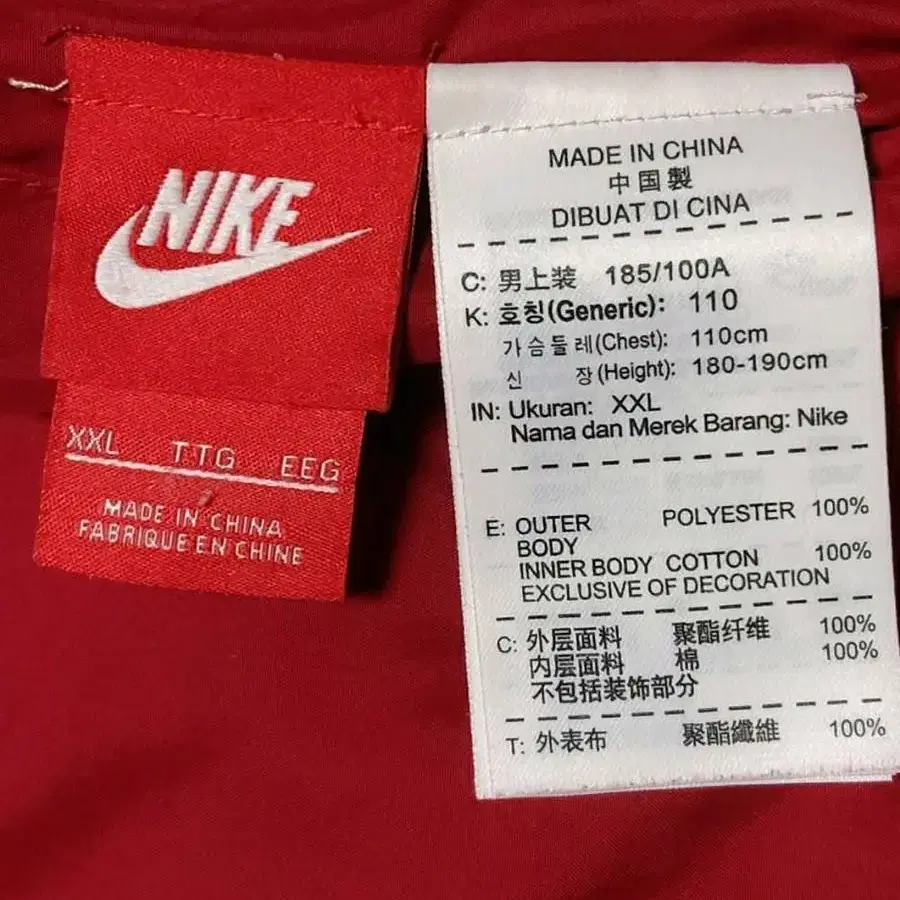 NIKE
XXL TTG EEG
MADE IN CHINA
FABRIQUE EN CHINE
MADE IN CHINA
中国製
DIBUAT DI CINA
C: 男上装 185/100A
K: 호칭(Generic): 110
가슴둘레(Chest): 110cm
신 장(Height): 180-190cm
IN: Ukuran: XXL
Nama dan Merek Barang: Nike
E: OUTER POLYESTER 100%
BODY
INNER BODY COTTON 100%
EXCLUSIVE OF DECORATION
C: 外层面料 聚酯纤维 100%
内层面料 棉 100%
不包括装饰部分
T: 外表布 聚酯纖維 100%